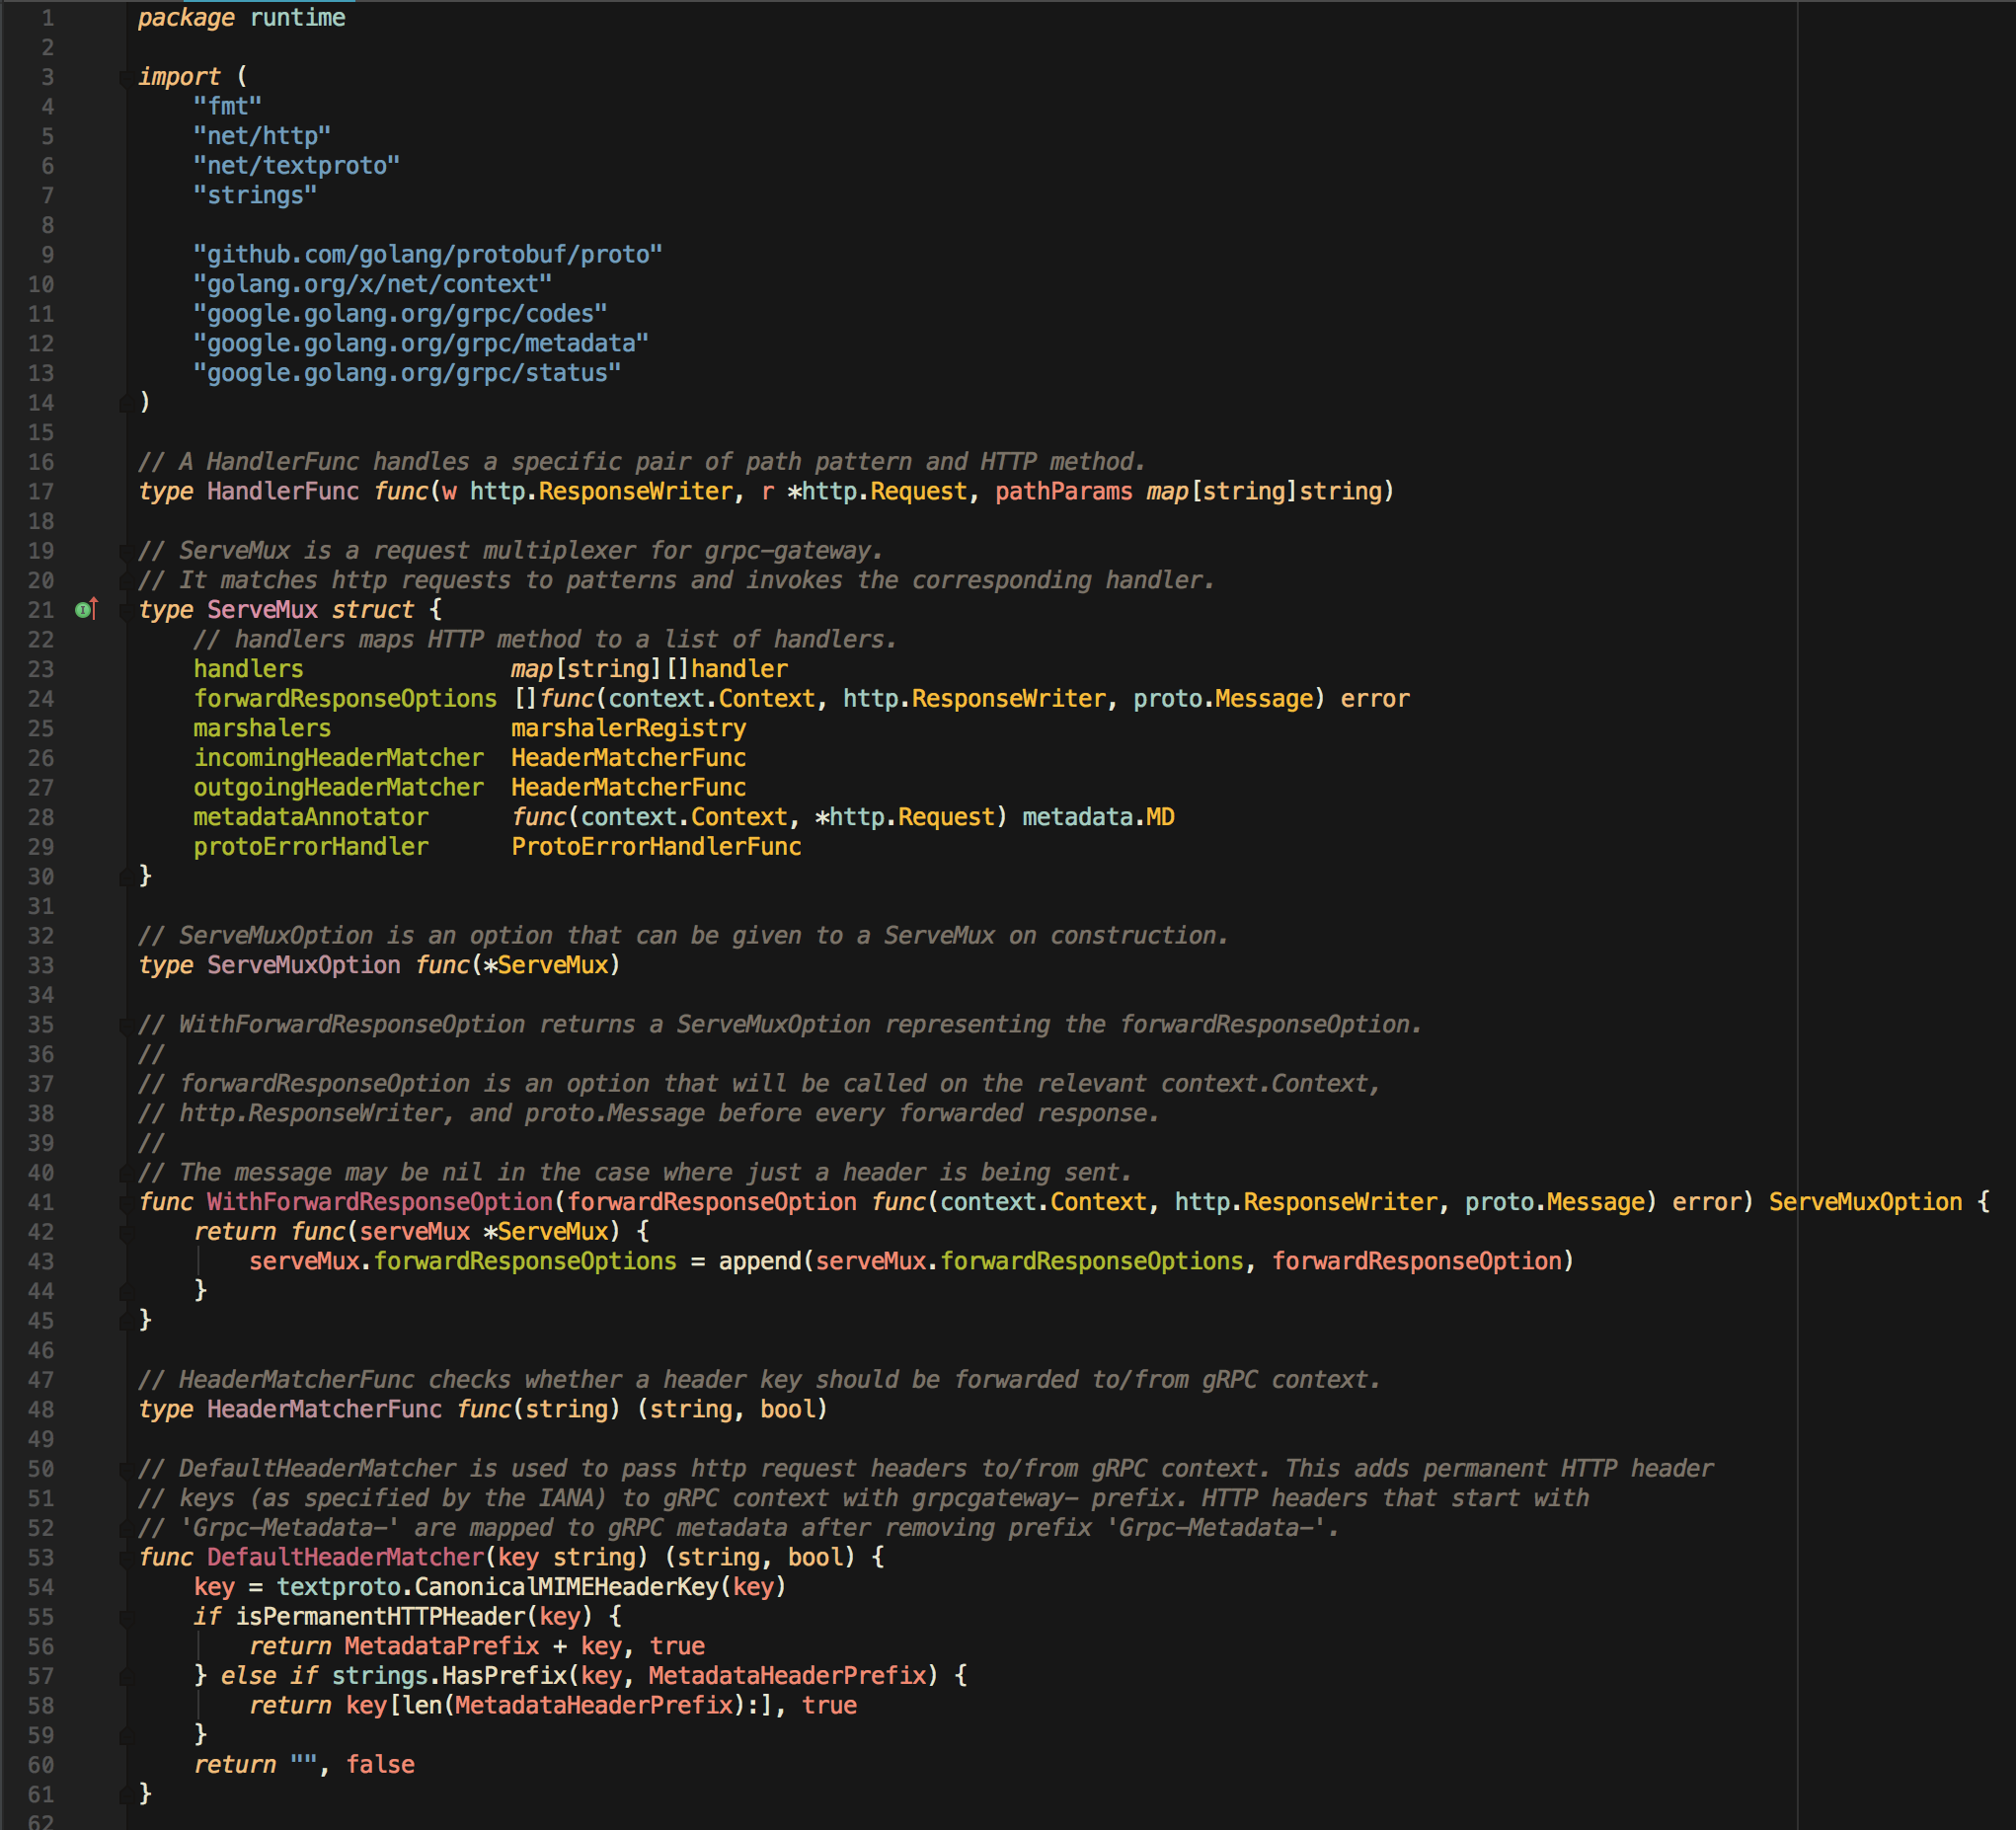 1 package runtime
2
3 import (
4     "fmt"
5     "net/http"
6     "net/textproto"
7     "strings"
8
9     "github.com/golang/protobuf/proto"
10     "golang.org/x/net/context"
11     "google.golang.org/grpc/codes"
12     "google.golang.org/grpc/metadata"
13     "google.golang.org/grpc/status"
14 )
15
16 // A HandlerFunc handles a specific pair of path pattern and HTTP method.
17 type HandlerFunc func(w http.ResponseWriter, r *http.Request, pathParams map[string]string)
18
19 // ServeMux is a request multiplexer for grpc-gateway.
20 // It matches http requests to patterns and invokes the corresponding handler.
21 type ServeMux struct {
22     // handlers maps HTTP method to a list of handlers.
23     handlers               map[string][]handler
24     forwardResponseOptions []func(context.Context, http.ResponseWriter, proto.Message) error
25     marshalers             marshalerRegistry
26     incomingHeaderMatcher  HeaderMatcherFunc
27     outgoingHeaderMatcher  HeaderMatcherFunc
28     metadataAnnotator      func(context.Context, *http.Request) metadata.MD
29     protoErrorHandler      ProtoErrorHandlerFunc
30 }
31
32 // ServeMuxOption is an option that can be given to a ServeMux on construction.
33 type ServeMuxOption func(*ServeMux)
34
35 // WithForwardResponseOption returns a ServeMuxOption representing the forwardResponseOption.
36 //
37 // forwardResponseOption is an option that will be called on the relevant context.Context,
38 // http.ResponseWriter, and proto.Message before every forwarded response.
39 //
40 // The message may be nil in the case where just a header is being sent.
41 func WithForwardResponseOption(forwardResponseOption func(context.Context, http.ResponseWriter, proto.Message) error) ServeMuxOption {
42     return func(serveMux *ServeMux) {
43         serveMux.forwardResponseOptions = append(serveMux.forwardResponseOptions, forwardResponseOption)
44     }
45 }
46
47 // HeaderMatcherFunc checks whether a header key should be forwarded to/from gRPC context.
48 type HeaderMatcherFunc func(string) (string, bool)
49
50 // DefaultHeaderMatcher is used to pass http request headers to/from gRPC context. This adds permanent HTTP header
51 // keys (as specified by the IANA) to gRPC context with grpcgateway- prefix. HTTP headers that start with
52 // 'Grpc-Metadata-' are mapped to gRPC metadata after removing prefix 'Grpc-Metadata-'.
53 func DefaultHeaderMatcher(key string) (string, bool) {
54     key = textproto.CanonicalMIMEHeaderKey(key)
55     if isPermanentHTTPHeader(key) {
56         return MetadataPrefix + key, true
57     } else if strings.HasPrefix(key, MetadataHeaderPrefix) {
58         return key[len(MetadataHeaderPrefix):], true
59     }
60     return "", false
61 }
62